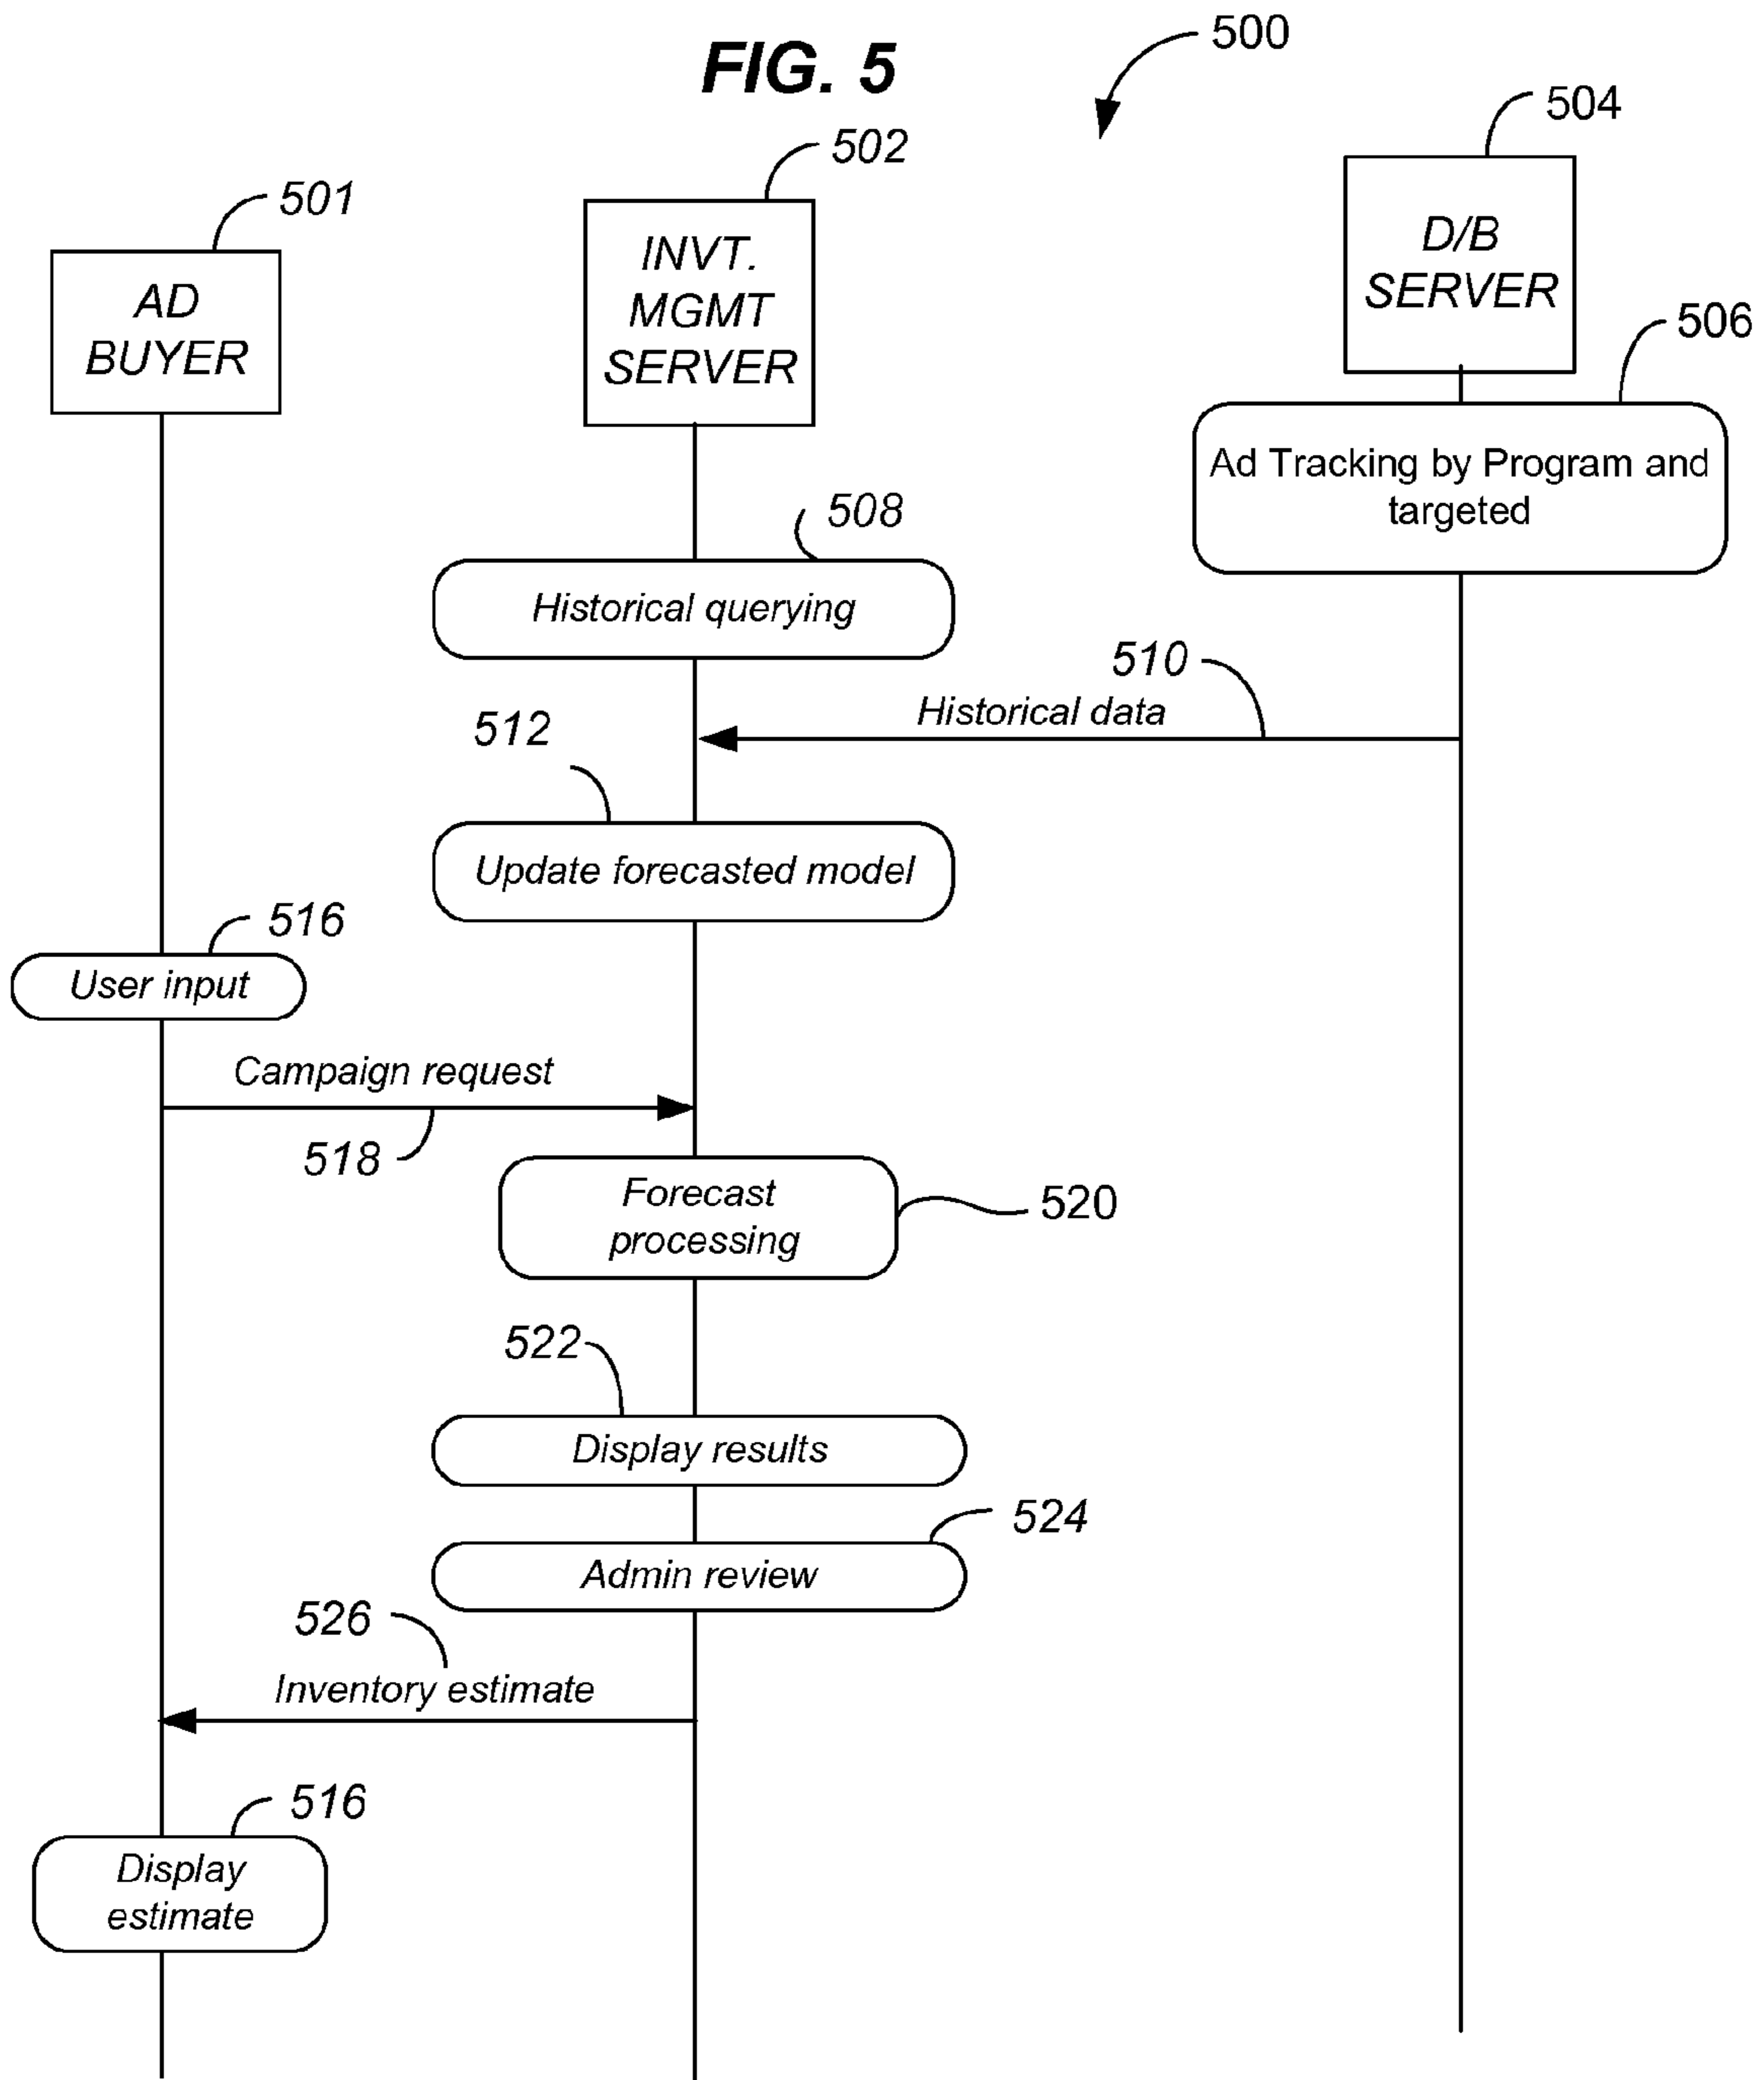 FIG. 5
500
504
502
501
D/B
SERVER
INVT.
MGMT
SERVER
AD
BUYER
506
Ad Tracking by Program and
targeted
508
Historical querying
510
Historical data
512
Update forecasted model
516
User input
Campaign request
518
Forecast
processing
520
522
Display results
524
Admin review
526
Inventory estimate
516
Display
estimate